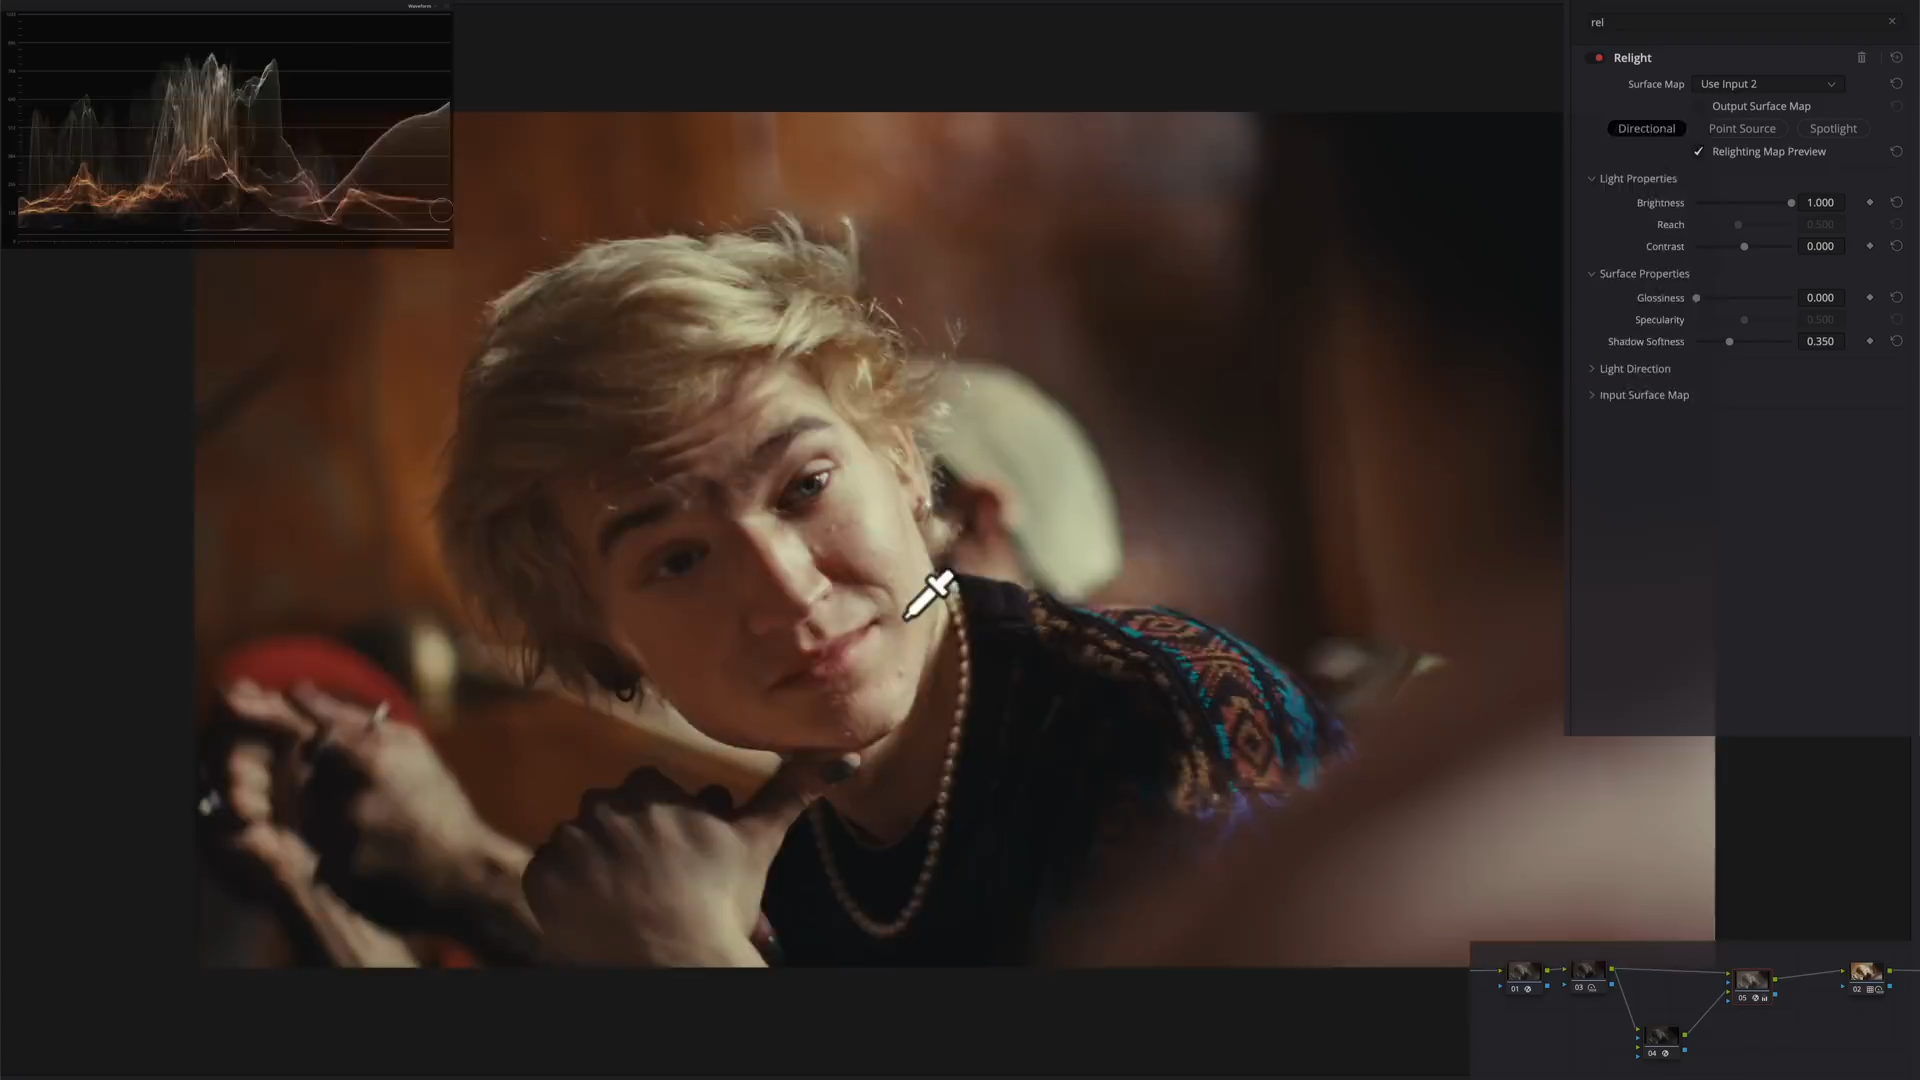 Waveform
rel
Relight
Surface Map Use Input 2
Output Surface Map
Directional Point Source Spotlight
Relighting Map Preview
Light Properties
Brightness 1.000
Reach 0.500
Contrast 0.000
Surface Properties
Glossiness 0.000
Specularity 0.500
Shadow Softness 0.350
Light Direction
Input Surface Map
01
03
05
02
04